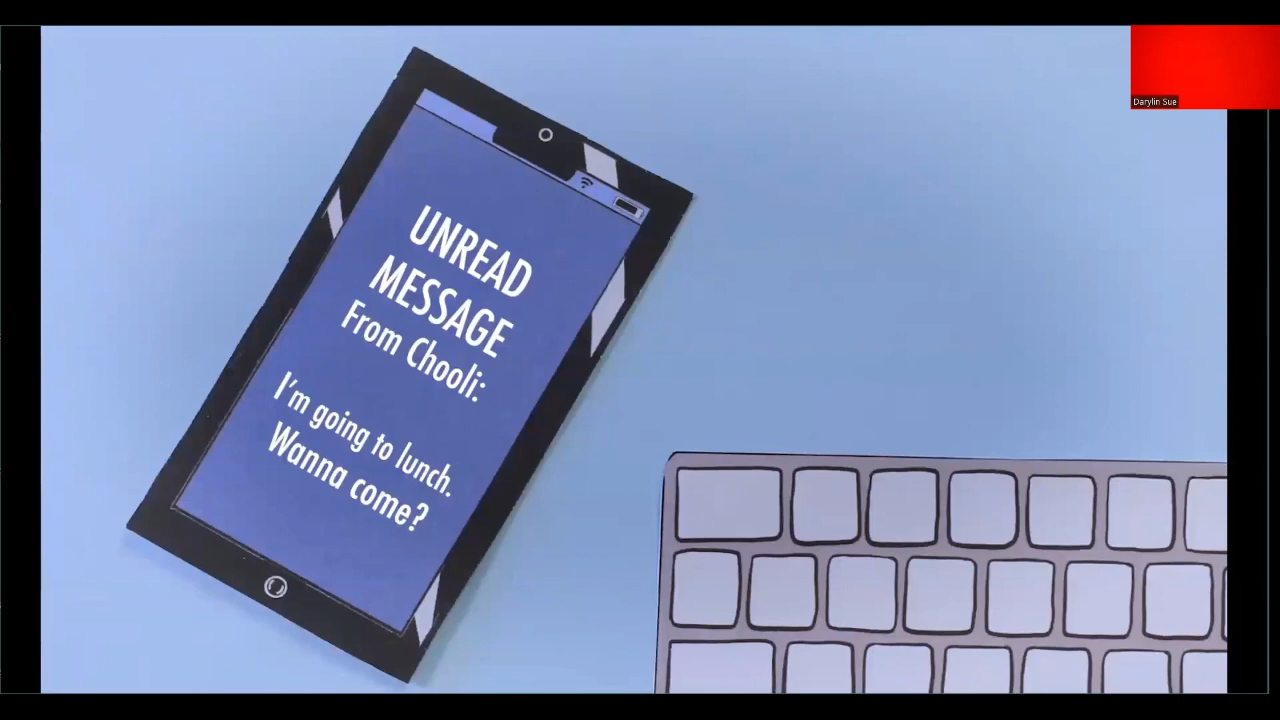 Darylin Sue
UNREAD
MESSAGE
From Chooli:
I'm going to lunch.
Wanna come?